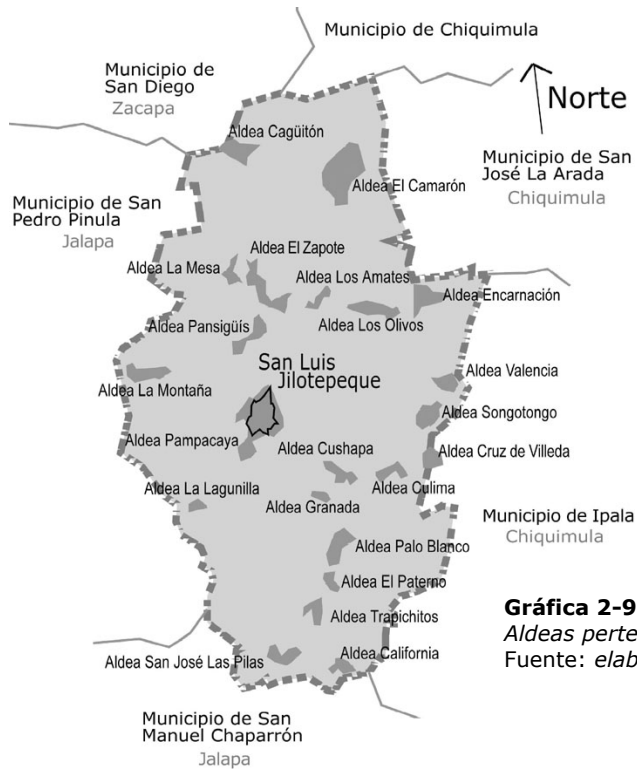 Municipio de Chiquimula
Municipio de
San Diego
Zacapa
Norte
Aldea Cagüitón
Municipio de San
José La Arada
Chiquimula
Aldea El Camarón
Municipio de San
Pedro Pinula
Jalapa
Aldea El Zapote
Aldea La Mesa
Aldea Los Amates
Aldea Encarnación
Aldea Pansigüís
Aldea Los Olivos
San Luis
Jilotepeque
Aldea Valencia
Aldea La Montaña
Aldea Songotongo
Aldea Pampacaya
Aldea Cushapa
Aldea Cruz de Villeda
Aldea La Lagunilla
Aldea Culima
Aldea Granada
Municipio de Ipala
Chiquimula
Aldea Palo Blanco
Aldea El Paterno
Gráfica 2-9
Aldea Trapichitos
Aldeas perte
Aldea California
Fuente: elab
Aldea San José Las Pilas
Municipio de San
Manuel Chaparrón
Jalapa